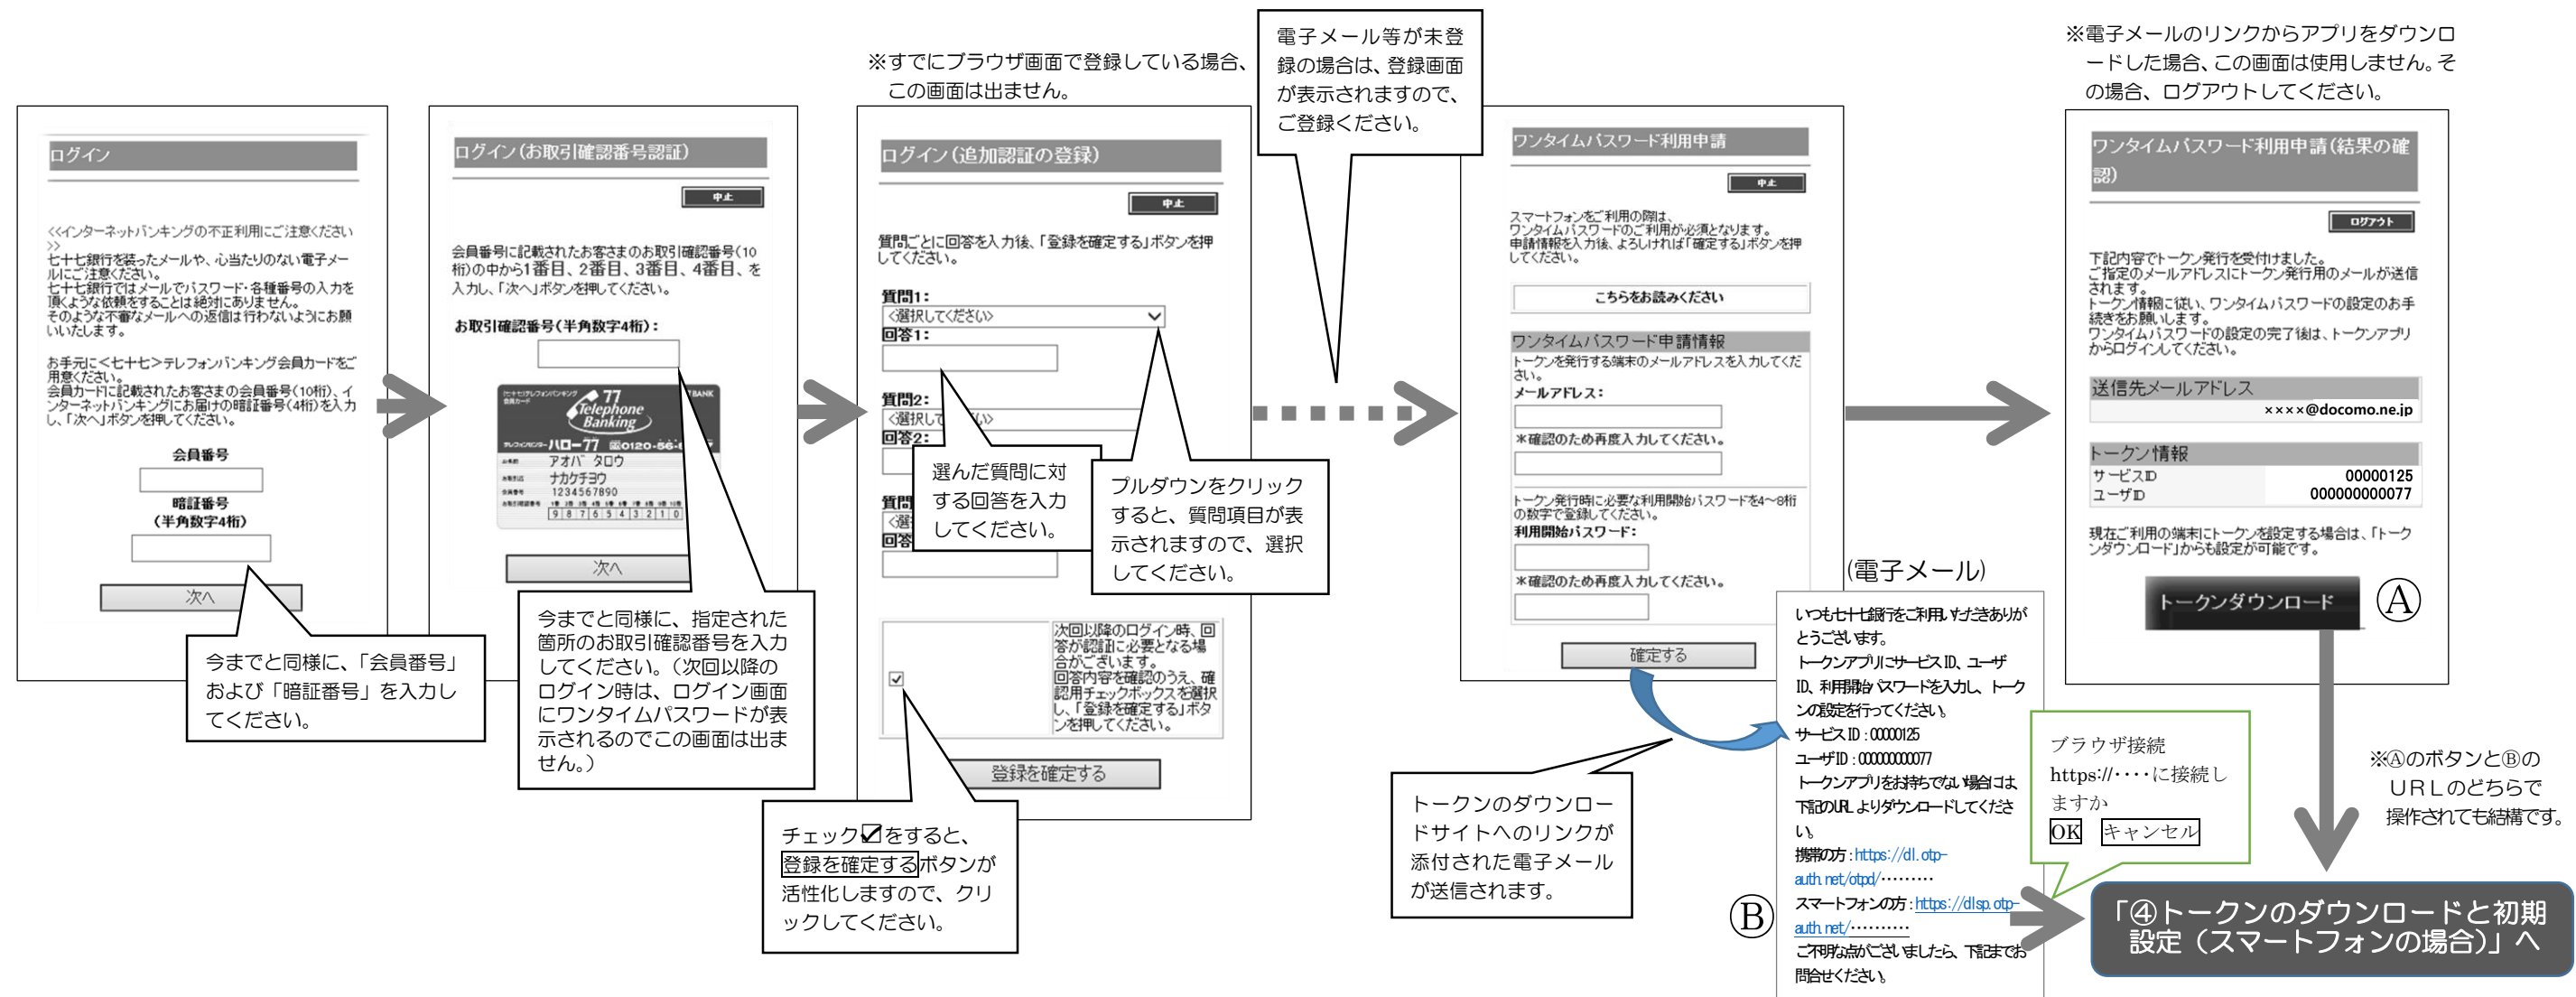 ログイン
<<インターネットバンキングの不正利用にご注意ください
>>
七十七銀行を装ったメールや、心当たりのない電子メー
ルにご注意ください。
七十七銀行ではメールでパスワード・各種番号の入力を
頂くような依頼をすることは絶対にありません。
そのような不審なメールへの返信は行わないようにお願
いいたします。
お手元に<七十七>テレフォンバンキング会員カードをご
用意ください。
会員カードに記載されたお客さまの会員番号(10桁)、イ
ンターネットバンキングにお届けの暗証番号(4桁)を入力
し、「次へ」ボタンを押してください。
会員番号
暗証番号
(半角数字4桁)
次へ
今までと同様に、「会員番号」
および「暗証番号」を入力し
てください。
ログイン(お取引確認番号認証)
中止
会員番号に記載されたお客さまのお取引確認番号(10
桁)の中から1番目、2番目、3番目、4番目、を
入力し、「次へ」ボタンを押してください。
お取引確認番号(半角数字4桁):
77
BANK
Telephone
Banking
ハロー77 0120-56-
アオバ タロウ
ナカケチヨウ
会員番号 1234567890
9 8 7 6 5 4 3 2 1 0
次へ
今までと同様に、指定された
箇所のお取引確認番号を入力
してください。(次回以降の
ログイン時は、ログイン画面
にワンタイムパスワードが表
示されるのでこの画面は出ま
せん。)
※すでにブラウザ画面で登録している場合、
この画面は出ません。
ログイン(追加認証の登録)
中止
質問ごとに回答を入力後、「登録を確定する」ボタンを押
してください。
質問1:
<選択してください>
回答1:
質問2:
<選択して
い>
回答2:
質問
<選
回答
選んだ質問に対
する回答を入力
してください。
プルダウンをクリック
すると、質問項目が表
示されますので、選択
してください。
次回以降のログイン時、回
答が認証に必要となる場
合がございます。
回答内容を確認のうえ、確
認用チェックボックスを選択
し、「登録を確定する」ボタ
ンを押してください。
登録を確定する
チェック☑をすると、
登録を確定するボタンが
活性化しますので、クリ
ックしてください。
電子メール等が未登
録の場合は、登録画面
が表示されますので、
ご登録ください。
ワンタイムパスワード利用申請
中止
スマートフォンをご利用の際は、
ワンタイムパスワードのご利用が必須となります。
申請情報を入力後、よろしければ「確定する」ボタンを押
してください。
こちらをお読みください
ワンタイムパスワード申請情報
トークンを発行する端末のメールアドレスを入力してくだ
さい。
メールアドレス:
*確認のため再度入力してください。
トークン発行時に必要な利用開始パスワードを4〜8桁
の数字で登録してください。
利用開始パスワード:
*確認のため再度入力してください。
確定する
トークンのダウンロー
ドサイトへのリンクが
添付された電子メール
が送信されます。
(電子メール)
いつも七十七銀行をご利用いただきありが
とうございます。
トークンアプリにサービスID、ユーザ
ID、利用開始パスワードを入力し、トーク
ンの設定を行ってください。
サービスID:00000125
ユーザID:000000000077
トークンアプリをお持ちでない場合は、
下記のURLよりダウンロードしてくださ
い。
携帯の方:https://dl.otp-
auth.net/otpd/‥‥‥‥‥
スマートフォンの方:https://dlsp.otp-
auth.net/‥‥‥‥‥
ご不明な点がございましたら、下記までお
問合せください。
Ⓑ
※電子メールのリンクからアプリをダウンロ
ードした場合、この画面は使用しません。そ
の場合、ログアウトしてください。
ワンタイムパスワード利用申請(結果の確
認)
ログアウト
下記内容でトークン発行を受付けました。
ご指定のメールアドレスにトークン発行用のメールが送信
されます。
トークン情報に従い、ワンタイムパスワードの設定のお手
続きをお願いします。
ワンタイムパスワードの設定の完了後は、トークンアプリ
からログインしてください。
送信先メールアドレス
××××@docomo.ne.jp
トークン情報
サービスID 00000125
ユーザID 000000000077
現在ご利用の端末にトークンを設定する場合は、「トーク
ンダウンロード」からも設定が可能です。
トークンダウンロード
Ⓐ
ブラウザ接続
https://‥‥に接続し
ますか
OK キャンセル
※ⒶのボタンとⒷの
URLのどちらで
操作されても結構です。
「④トークンのダウンロードと初期
設定(スマートフォンの場合)」へ